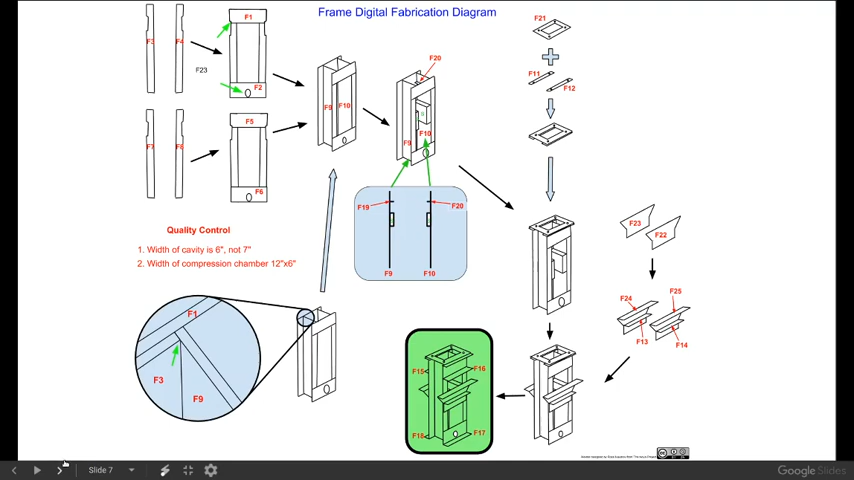 Frame Digital Fabrication Diagram
F3
F4
F1
F23
F2
F7
F8
F5
F6
F9
F10
F20
F10
F9
F21
F11
F12
F19
F20
F9
F10
Quality Control
1. Width of cavity is 6", not 7"
2. Width of compression chamber 12"x6"
F1
F3
F9
F23
F22
F24
F25
F13
F14
F15
F16
F18
F17
Slide 7
Google Slides